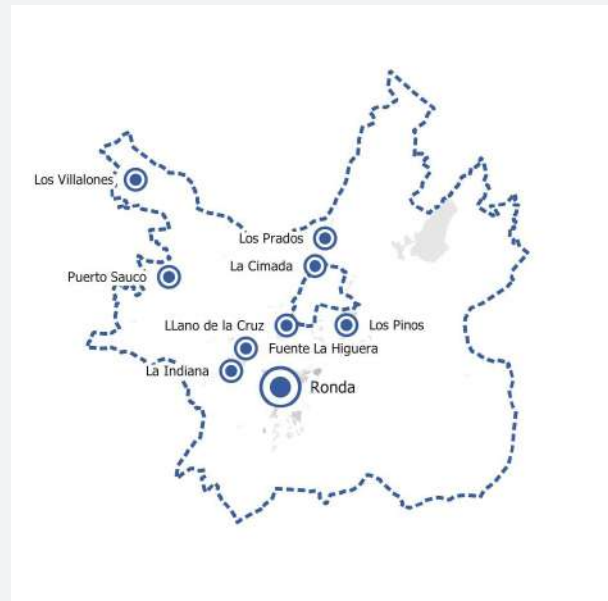 Los Villalones
Los Prados
La Cimada
Puerto Sauco
LLano de la Cruz
Los Pinos
Fuente La Higuera
La Indiana
Ronda